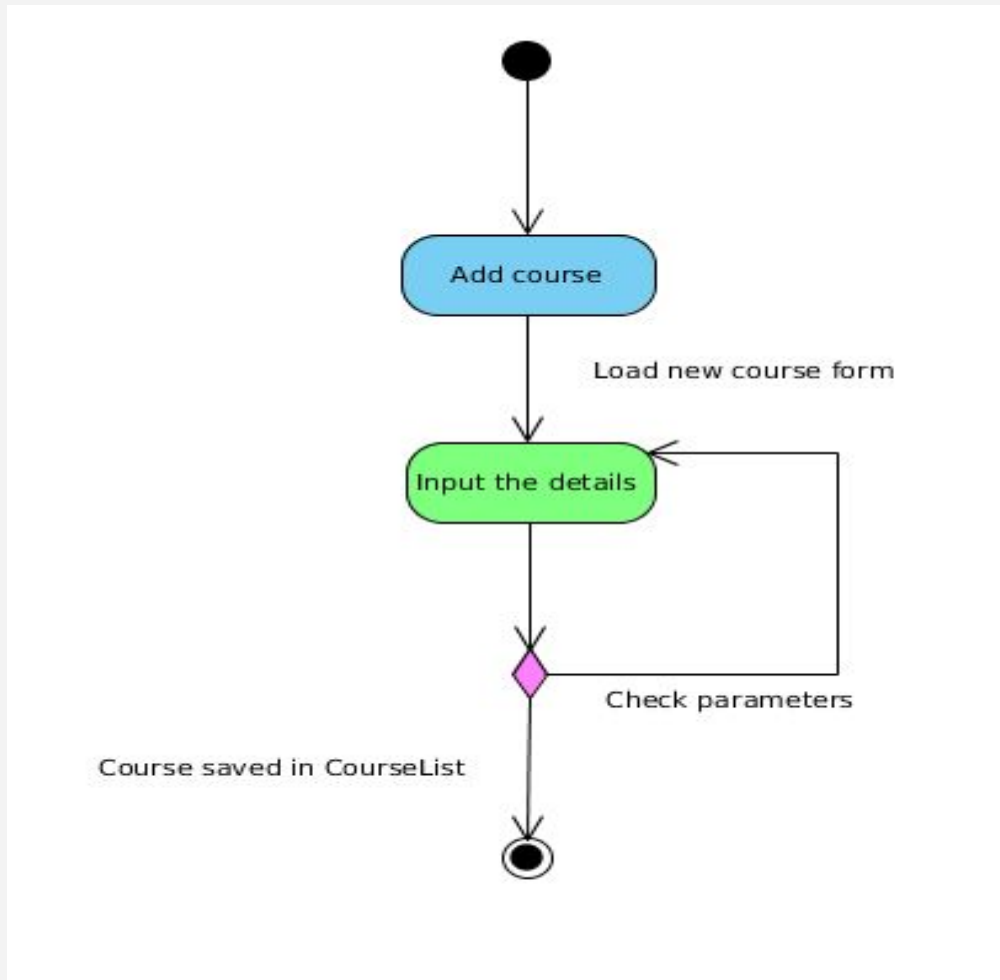 Add course
Load new course form
Input the details
Check parameters
Course saved in CourseList